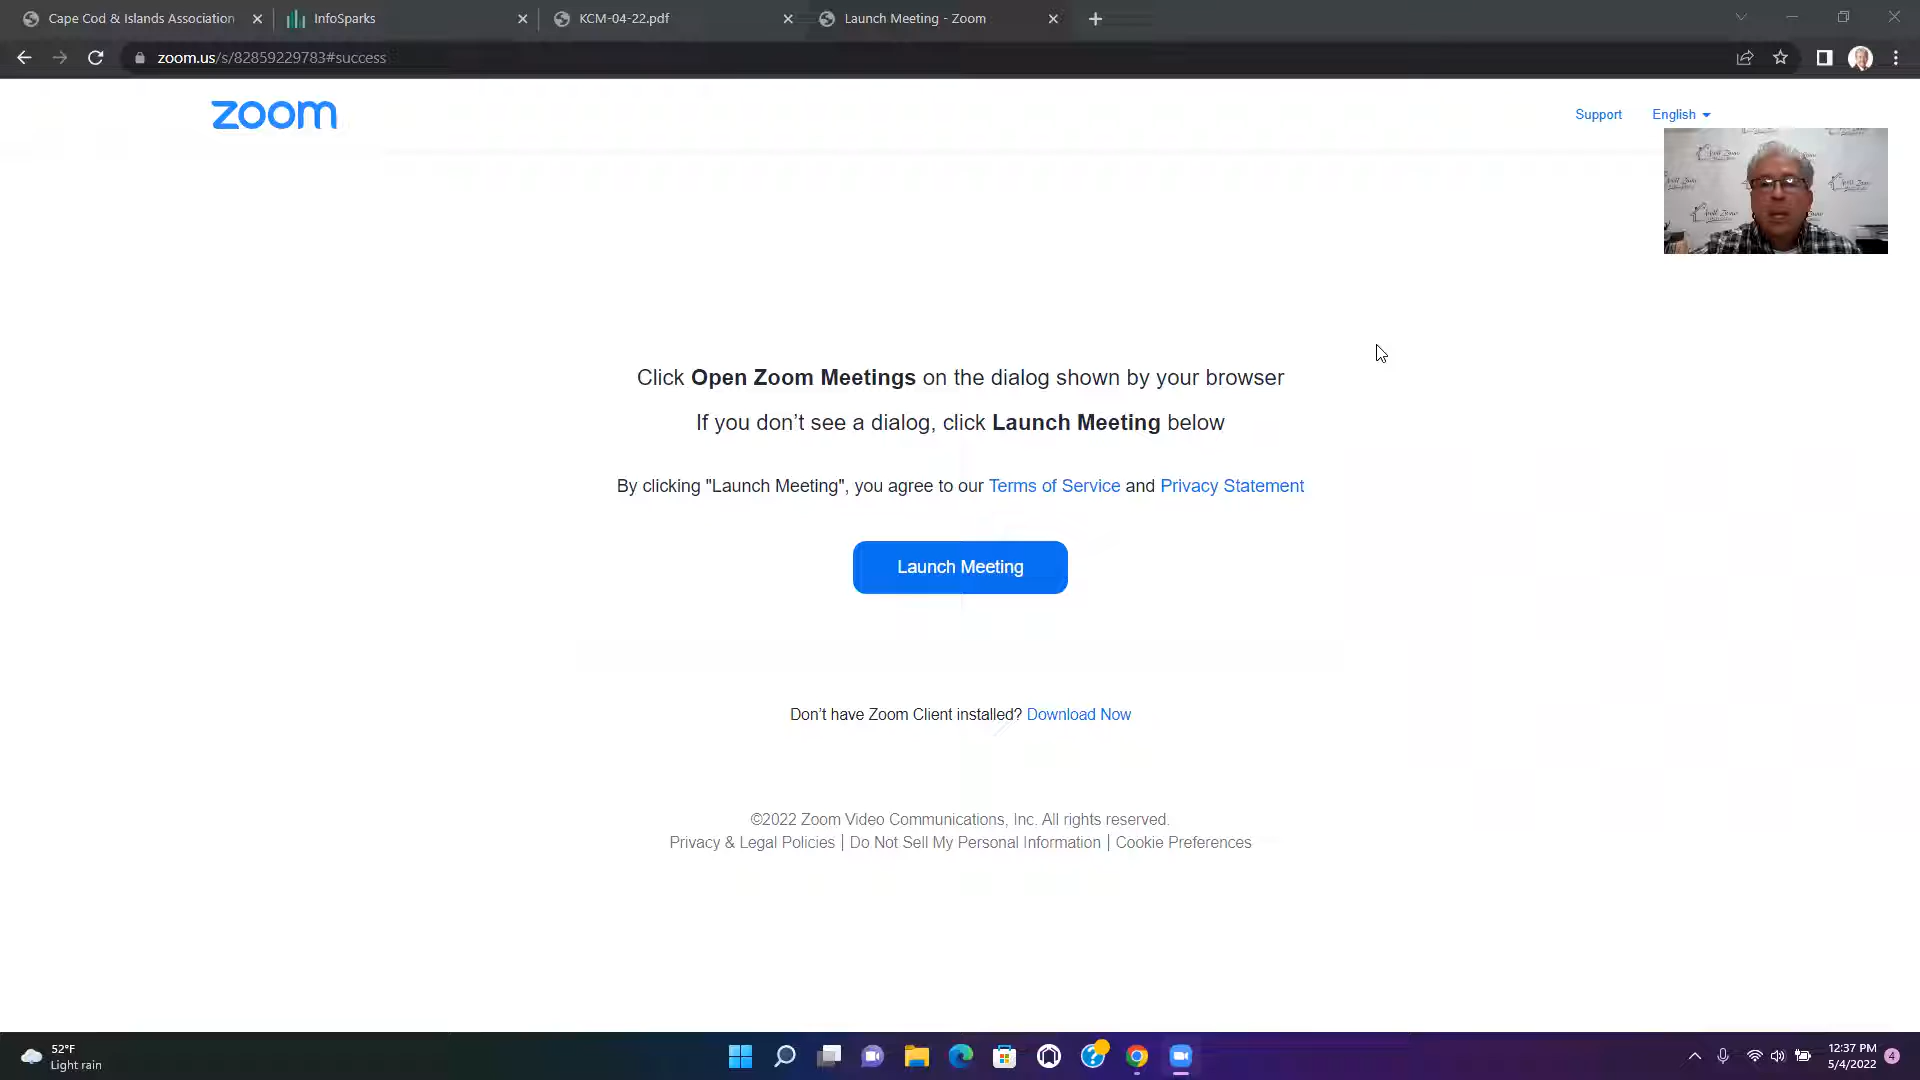 Cape Cod & Islands Association
InfoSparks
KCM-04-22.pdf
Launch Meeting - Zoom
zoom.us/s/82859229783#success
zoom
Support
English
Click Open Zoom Meetings on the dialog shown by your browser
If you don’t see a dialog, click Launch Meeting below
By clicking "Launch Meeting", you agree to our Terms of Service and Privacy Statement
Launch Meeting
Don’t have Zoom Client installed? Download Now
©2022 Zoom Video Communications, Inc. All rights reserved.
Privacy & Legal Policies | Do Not Sell My Personal Information | Cookie Preferences
52°F
Light rain
12:37 PM
5/4/2022
4